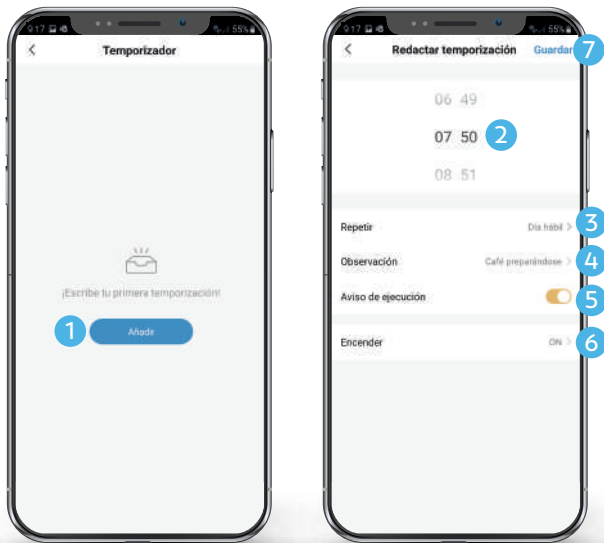 9:17 55%
Temporizador
¡Escribe tu primera temporización!
1 Añadir
9:17 55%
Redactar temporización Guardar 7
06 49
07 50 2
08 51
Repetir Día hábil > 3
Observación Café preparándose > 4
Aviso de ejecución 5
Encender ON > 6